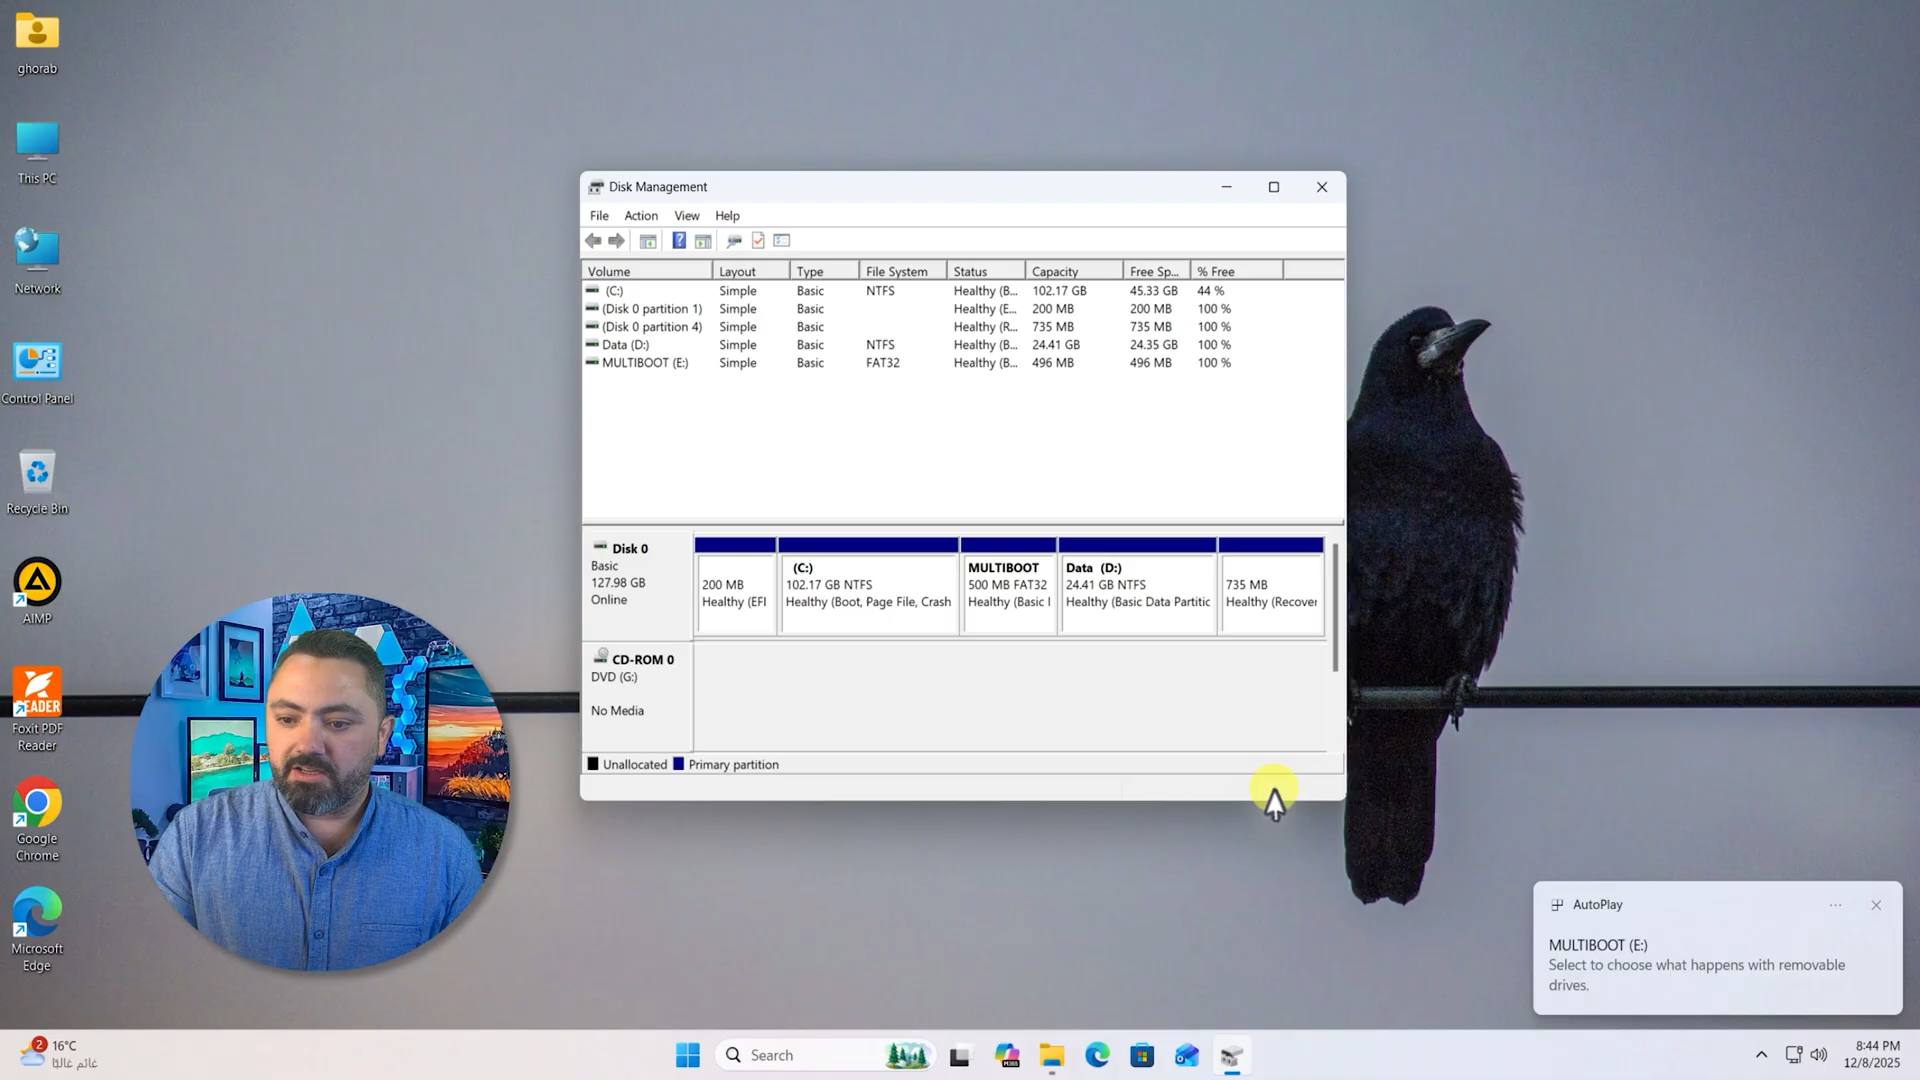 ghorab
This PC
Network
Control Panel
Recycle Bin
AIMP
READER
Foxit PDF
Reader
Google
Chrome
Microsoft
Edge
Disk Management
File Action View Help
Volume Layout Type File System Status Capacity Free Sp... % Free
(C:) Simple Basic NTFS Healthy (B... 102.17 GB 45.33 GB 44 %
(Disk 0 partition 1) Simple Basic Healthy (E... 200 MB 200 MB 100 %
(Disk 0 partition 4) Simple Basic Healthy (R... 735 MB 735 MB 100 %
Data (D:) Simple Basic NTFS Healthy (B... 24.41 GB 24.35 GB 100 %
MULTIBOOT (E:) Simple Basic FAT32 Healthy (B... 496 MB 496 MB 100 %
Disk 0
Basic
127.98 GB
Online
200 MB
Healthy (EFI
(C:)
102.17 GB NTFS
Healthy (Boot, Page File, Crash
MULTIBOOT
500 MB FAT32
Healthy (Basic
Data (D:)
24.41 GB NTFS
Healthy (Basic Data Partitic
735 MB
Healthy (Recover
CD-ROM 0
DVD (G:)
No Media
Unallocated Primary partition
AutoPlay
MULTIBOOT (E:)
Select to choose what happens with removable
drives.
2
16°C
غائم غالبًا
Search
M365
8:44 PM
12/8/2025